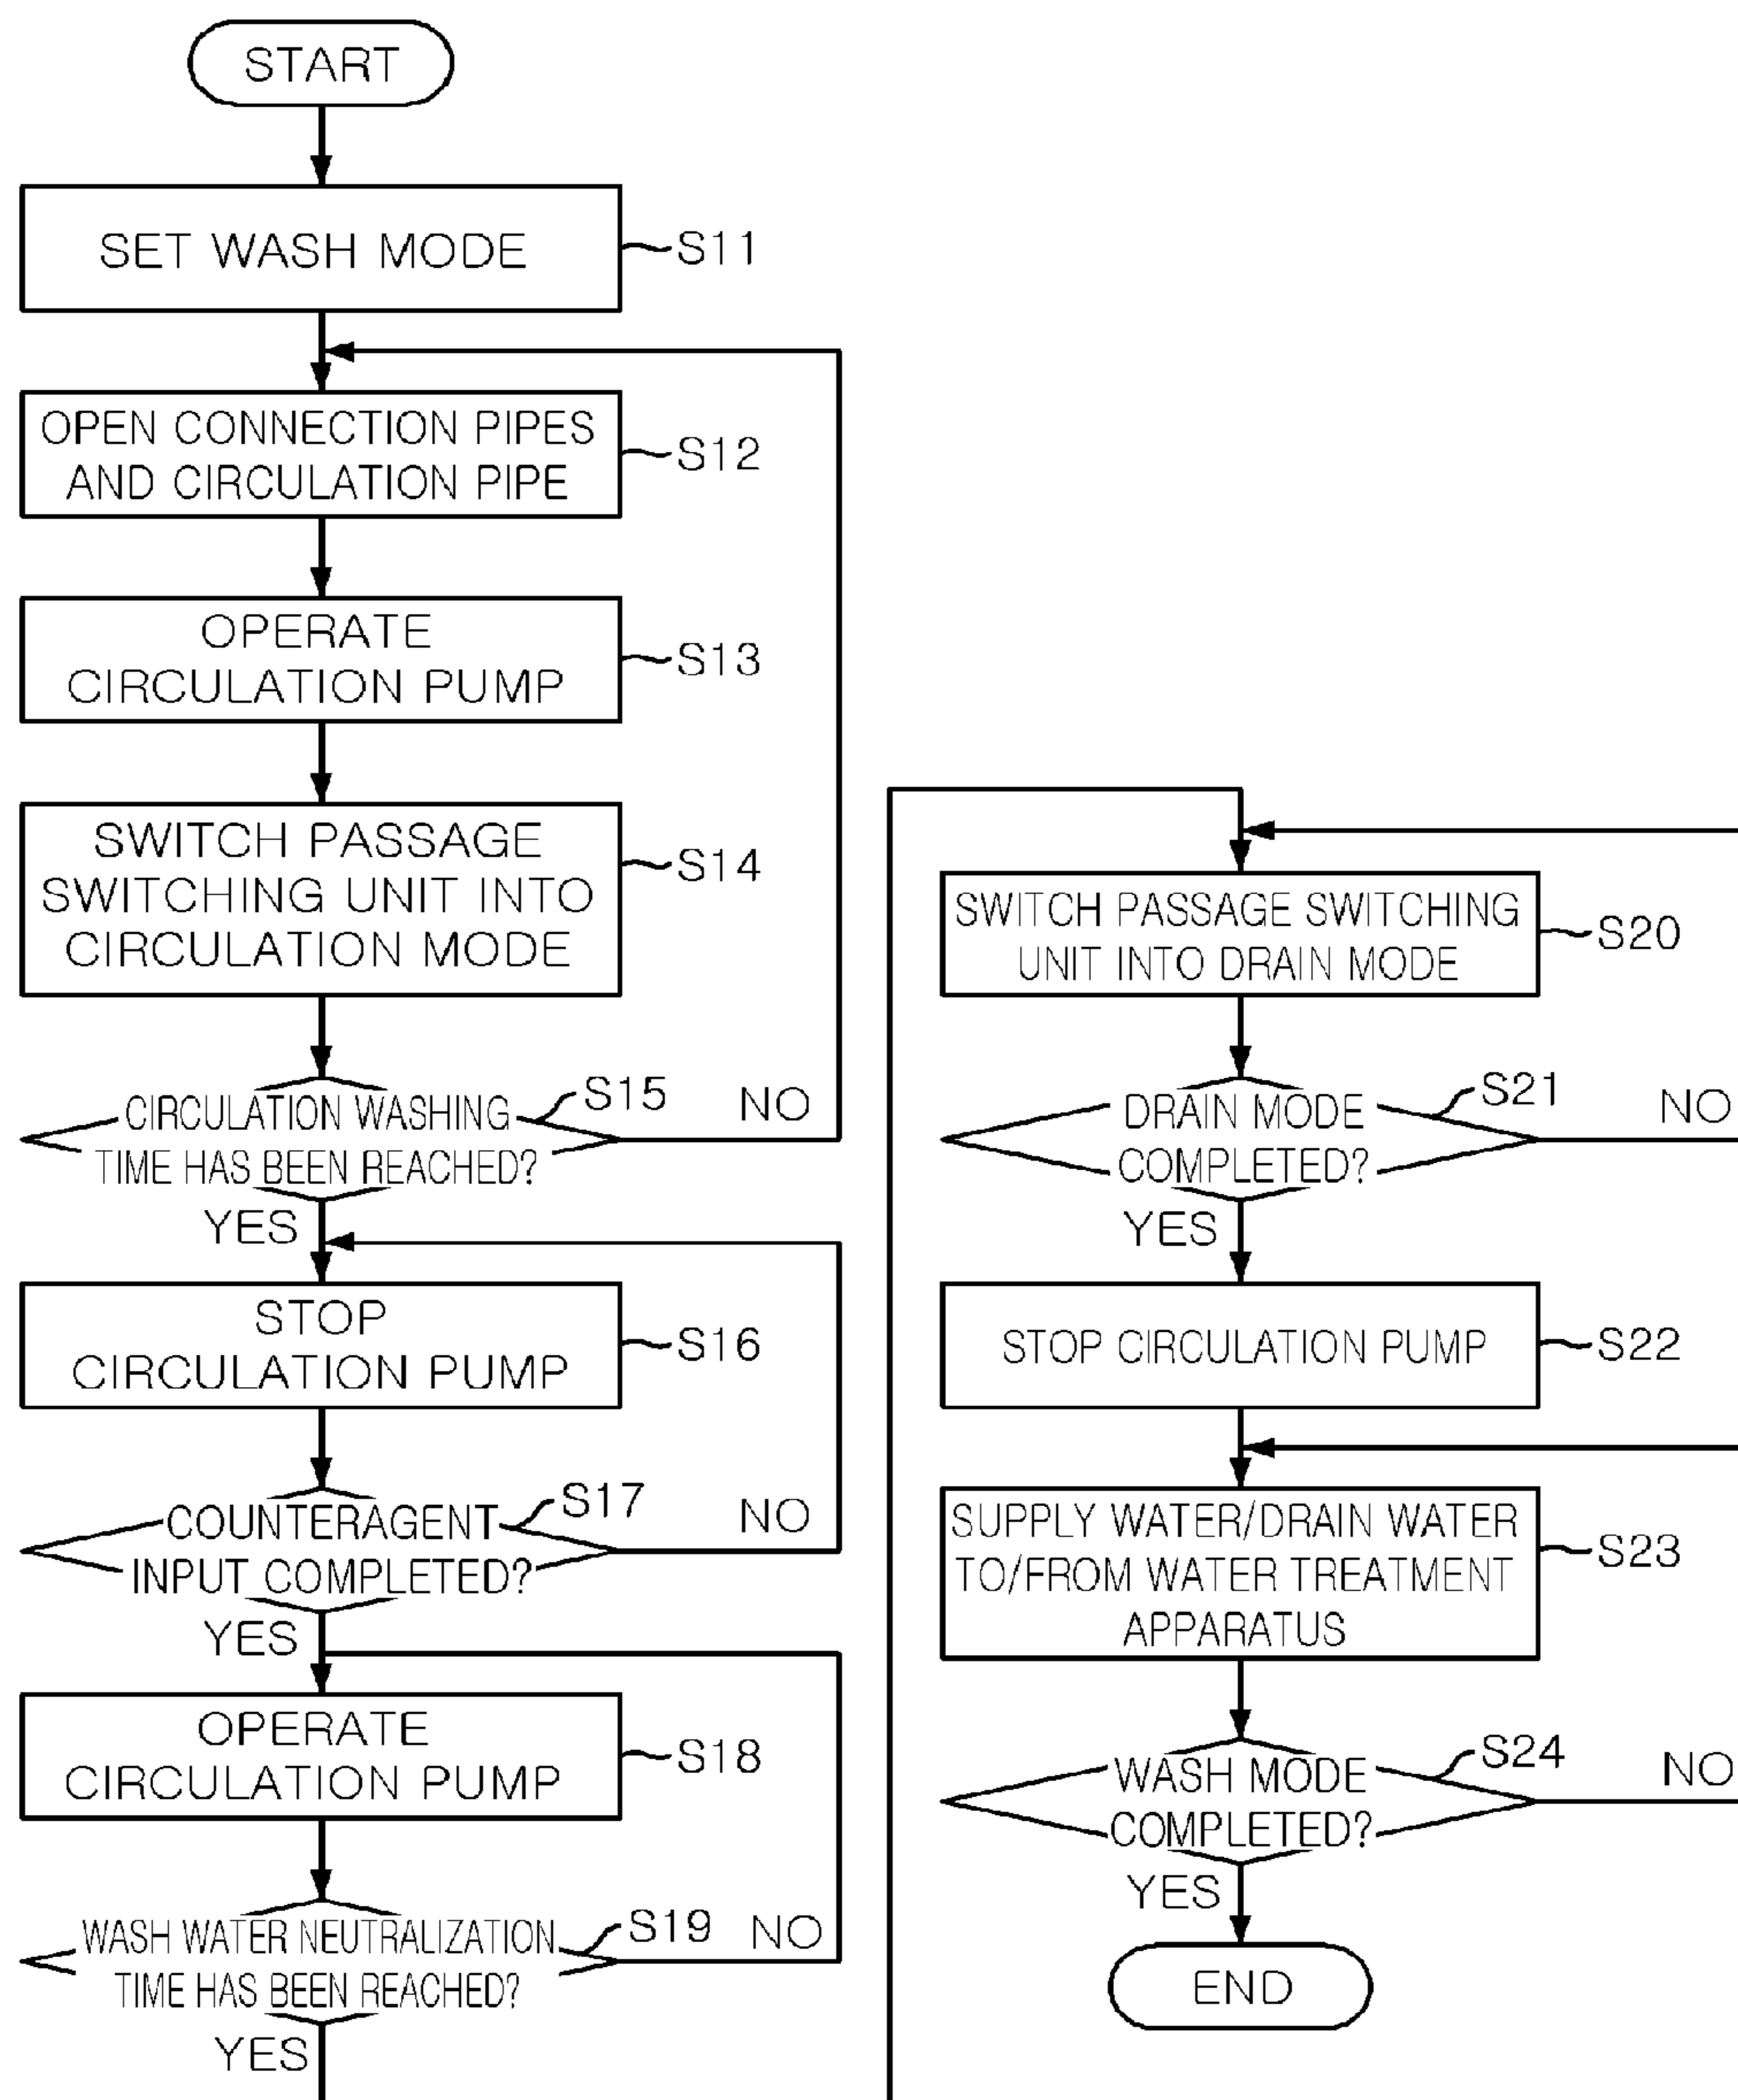 START
SET WASH MODE
S11
OPEN CONNECTION PIPES
AND CIRCULATION PIPE
S12
OPERATE
CIRCULATION PUMP
S13
SWITCH PASSAGE
SWITCHING UNIT INTO
CIRCULATION MODE
S14
CIRCULATION WASHING
TIME HAS BEEN REACHED?
S15
NO
YES
STOP
CIRCULATION PUMP
S16
COUNTERAGENT
INPUT COMPLETED?
S17
NO
YES
OPERATE
CIRCULATION PUMP
S18
WASH WATER NEUTRALIZATION
TIME HAS BEEN REACHED?
S19
NO
YES
SWITCH PASSAGE SWITCHING
UNIT INTO DRAIN MODE
S20
DRAIN MODE
COMPLETED?
S21
NO
YES
STOP CIRCULATION PUMP
S22
SUPPLY WATER/DRAIN WATER
TO/FROM WATER TREATMENT
APPARATUS
S23
WASH MODE
COMPLETED?
S24
NO
YES
END